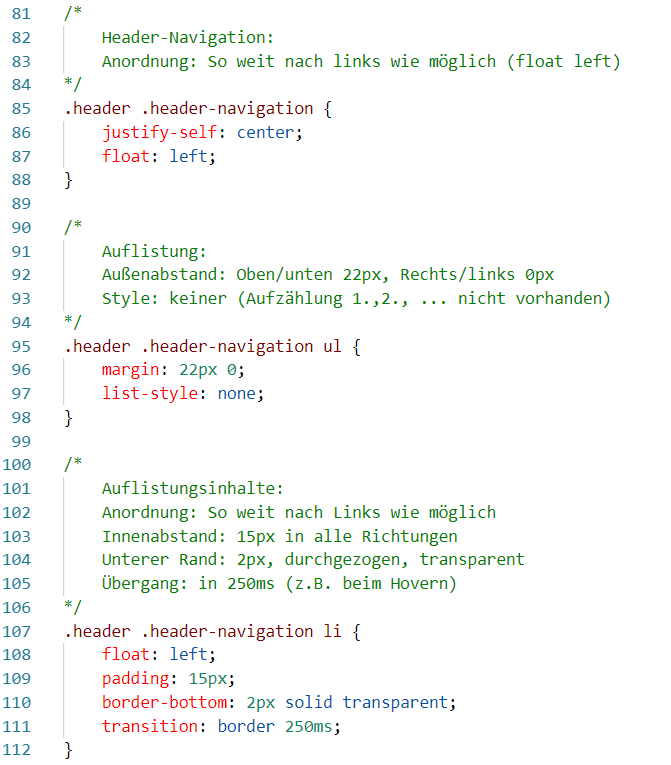 81 /*
82 Header-Navigation:
83 Anordnung: So weit nach links wie möglich (float left)
84 */
85 .header .header-navigation {
86 justify-self: center;
87 float: left;
88 }
89
90 /*
91 Auflistung:
92 Außenabstand: Oben/unten 22px, Rechts/links 0px
93 Style: keiner (Aufzählung 1.,2., ... nicht vorhanden)
94 */
95 .header .header-navigation ul {
96 margin: 22px 0;
97 list-style: none;
98 }
99
100 /*
101 Auflistungsinhalte:
102 Anordnung: So weit nach Links wie möglich
103 Innenabstand: 15px in alle Richtungen
104 Unterer Rand: 2px, durchgezogen, transparent
105 Übergang: in 250ms (z.B. beim Hovern)
106 */
107 .header .header-navigation li {
108 float: left;
109 padding: 15px;
110 border-bottom: 2px solid transparent;
111 transition: border 250ms;
112 }